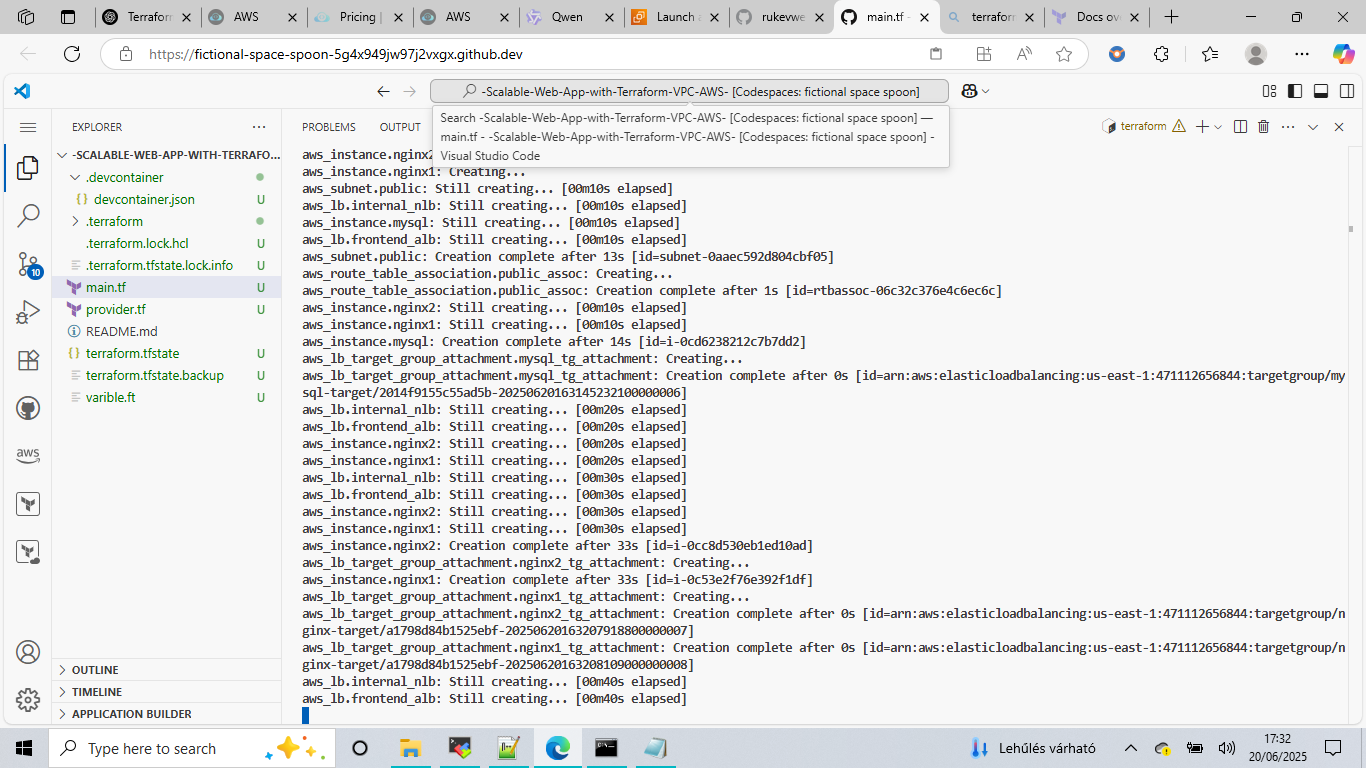 Terraform
AWS
Pricing |
AWS
Qwen
Launch a
rukevwe
main.tf -
terraform
Docs ov
https://fictional-space-spoon-5g4x949jw97j2vxgx.github.dev
-Scalable-Web-App-with-Terraform-VPC-AWS- [Codespaces: fictional space spoon]
Search -Scalable-Web-App-with-Terraform-VPC-AWS- [Codespaces: fictional space spoon] —
main.tf - -Scalable-Web-App-with-Terraform-VPC-AWS- [Codespaces: fictional space spoon] -
Visual Studio Code
EXPLORER
-SCALABLE-WEB-APP-WITH-TERRAFO...
.devcontainer
devcontainer.json U
.terraform
.terraform.lock.hcl U
.terraform.tfstate.lock.info U
main.tf U
provider.tf U
README.md
terraform.tfstate U
terraform.tfstate.backup U
varible.ft U
10
aws
OUTLINE
TIMELINE
APPLICATION BUILDER
PROBLEMS OUTPUT
terraform
aws_instance.nginx2
aws_instance.nginx1: Creating...
aws_subnet.public: Still creating... [00m10s elapsed]
aws_lb.internal_nlb: Still creating... [00m10s elapsed]
aws_instance.mysql: Still creating... [00m10s elapsed]
aws_lb.frontend_alb: Still creating... [00m10s elapsed]
aws_subnet.public: Creation complete after 13s [id=subnet-0aaec592d804cbf05]
aws_route_table_association.public_assoc: Creating...
aws_route_table_association.public_assoc: Creation complete after 1s [id=rtbassoc-06c32c376e4c6ec6c]
aws_instance.nginx2: Still creating... [00m10s elapsed]
aws_instance.nginx1: Still creating... [00m10s elapsed]
aws_instance.mysql: Creation complete after 14s [id=i-0cd6238212c7b7dd2]
aws_lb_target_group_attachment.mysql_tg_attachment: Creating...
aws_lb_target_group_attachment.mysql_tg_attachment: Creation complete after 0s [id=arn:aws:elasticloadbalancing:us-east-1:471112656844:targetgroup/my
sql-target/2014f9155c55ad5b-20250620163145232100000006]
aws_lb.internal_nlb: Still creating... [00m20s elapsed]
aws_lb.frontend_alb: Still creating... [00m20s elapsed]
aws_instance.nginx2: Still creating... [00m20s elapsed]
aws_instance.nginx1: Still creating... [00m20s elapsed]
aws_lb.internal_nlb: Still creating... [00m30s elapsed]
aws_lb.frontend_alb: Still creating... [00m30s elapsed]
aws_instance.nginx2: Still creating... [00m30s elapsed]
aws_instance.nginx1: Still creating... [00m30s elapsed]
aws_instance.nginx2: Creation complete after 33s [id=i-0cc8d530eb1ed10ad]
aws_lb_target_group_attachment.nginx2_tg_attachment: Creating...
aws_instance.nginx1: Creation complete after 33s [id=i-0c53e2f76e392f1df]
aws_lb_target_group_attachment.nginx1_tg_attachment: Creating...
aws_lb_target_group_attachment.nginx2_tg_attachment: Creation complete after 0s [id=arn:aws:elasticloadbalancing:us-east-1:471112656844:targetgroup/n
ginx-target/a1798d84b1525ebf-20250620163207918800000007]
aws_lb_target_group_attachment.nginx1_tg_attachment: Creation complete after 0s [id=arn:aws:elasticloadbalancing:us-east-1:471112656844:targetgroup/n
ginx-target/a1798d84b1525ebf-20250620163208109000000008]
aws_lb.internal_nlb: Still creating... [00m40s elapsed]
aws_lb.frontend_alb: Still creating... [00m40s elapsed]
Type here to search
Lehűlés várható
17:32
20/06/2025